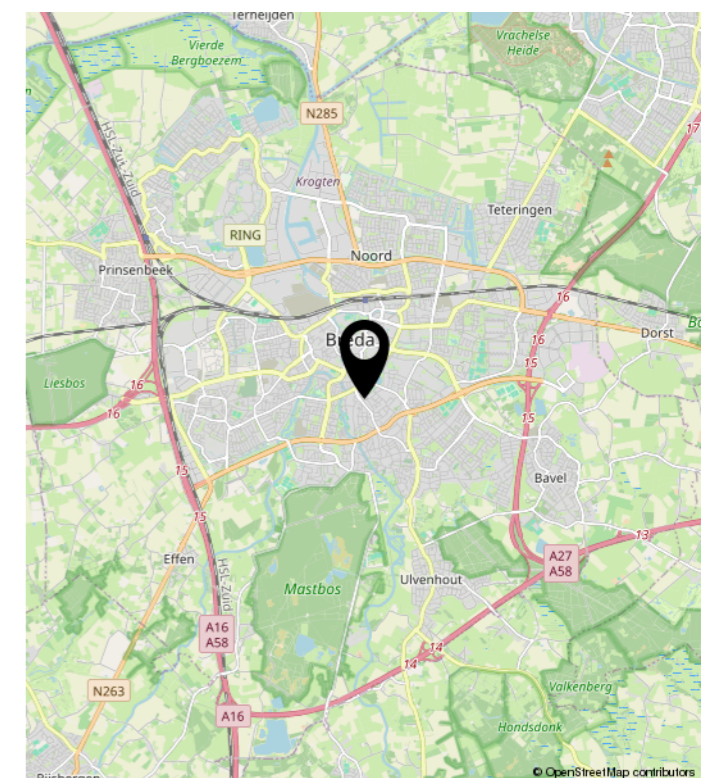 Terheijden
Vierde
Bergboezem
Vrachelse
Heide
N285
17
HSL-Zuid
Krogten
Teteringen
RING
Noord
Prinsenbeek
16
Dorst
16
Breda
15
Liesbos
16
16
15
15
15
Bavel
15
13
Effen
A27
A58
HSL-Zuid
Mastbos
Ulvenhout
A16
A58
14
14
N263
Valkenberg
A16
Hondsdonk
© OpenStreetMap contributors